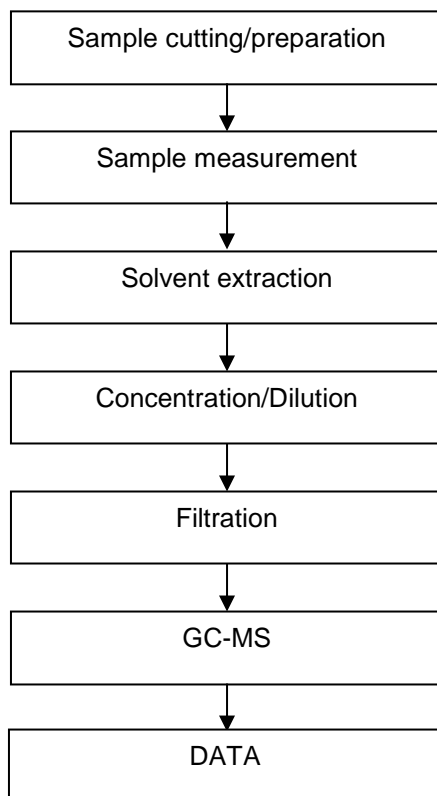 Sample cutting/preparation
Sample measurement
Solvent extraction
Concentration/Dilution
Filtration
GC-MS
DATA